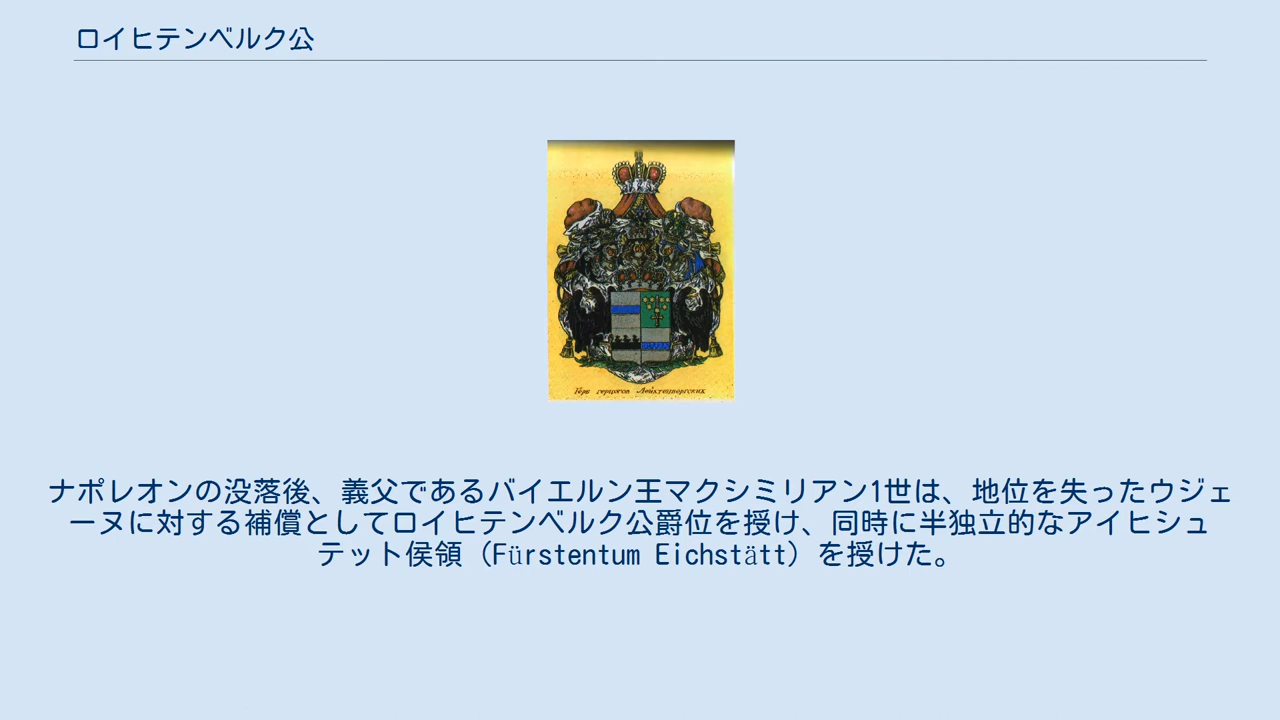 ロイヒテンベルク公
Гербъ герцоговъ Лейхтенбергскихъ
ナポレオンの没落後、義父であるバイエルン王マクシミリアン1世は、地位を失ったウジェ
ーヌに対する補償としてロイヒテンベルク公爵位を授け、同時に半独立的なアイヒシュ
テット侯領（Fürstentum Eichstätt）を授けた。